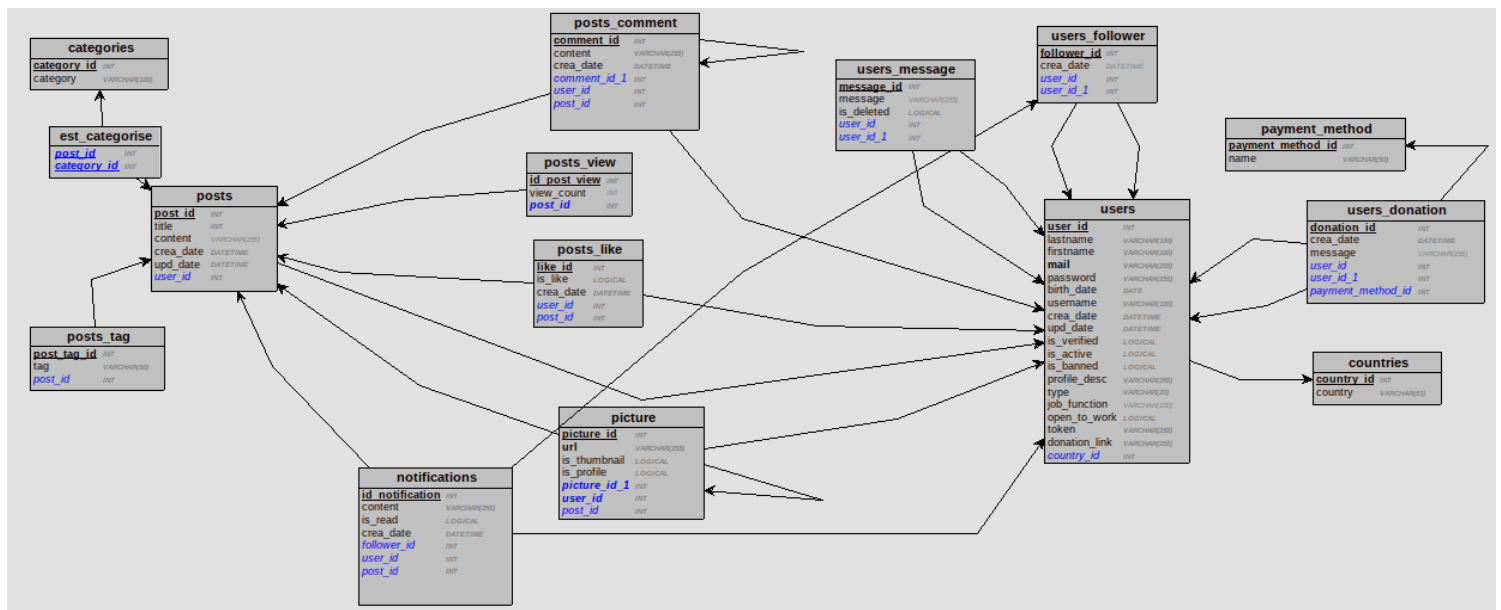 categories
category_id INT
category VARCHAR(100)
est_categorise
post_id INT
category_id INT
posts
post_id INT
title INT
content VARCHAR(255)
crea_date DATETIME
upd_date DATETIME
user_id INT
posts_tag
post_tag_id INT
tag VARCHAR(50)
post_id INT
posts_comment
comment_id INT
content VARCHAR(255)
crea_date DATETIME
comment_id_1 INT
user_id INT
post_id INT
posts_view
id_post_view INT
view_count INT
post_id INT
posts_like
like_id INT
is_like LOGICAL
crea_date DATETIME
user_id INT
post_id INT
picture
picture_id INT
url VARCHAR(255)
is_thumbnail LOGICAL
is_profile LOGICAL
picture_id_1 INT
user_id INT
post_id INT
notifications
id_notification INT
content VARCHAR(255)
is_read LOGICAL
crea_date DATETIME
follower_id INT
user_id INT
post_id INT
users_message
message_id INT
message VARCHAR(255)
is_deleted LOGICAL
user_id INT
user_id_1 INT
users_follower
follower_id INT
crea_date DATETIME
user_id INT
user_id_1 INT
users
user_id INT
lastname VARCHAR(100)
firstname VARCHAR(100)
mail VARCHAR(255)
password VARCHAR(255)
birth_date DATE
username VARCHAR(100)
crea_date DATETIME
upd_date DATETIME
is_verified LOGICAL
is_active LOGICAL
is_banned LOGICAL
profile_desc VARCHAR(255)
type VARCHAR(20)
job_function VARCHAR(100)
open_to_work LOGICAL
token VARCHAR(255)
donation_link VARCHAR(255)
country_id INT
payment_method
payment_method_id INT
name VARCHAR(50)
users_donation
donation_id INT
crea_date DATETIME
message VARCHAR(255)
user_id INT
user_id_1 INT
payment_method_id INT
countries
country_id INT
country